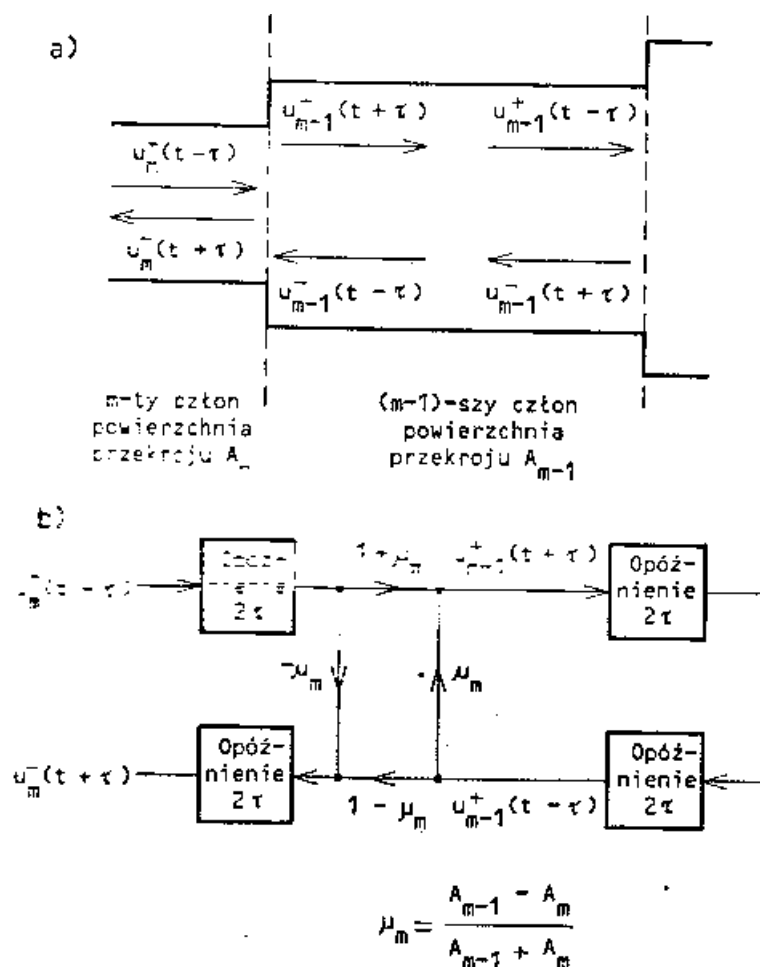 a)
u⁻ₘ₋₁(t + τ) u⁺ₘ₋₁(t - τ)
(t - τ)
u⁻ₘ(t + τ)
u⁻ₘ₋₁(t - τ) u⁻ₘ₋₁(t + τ)
m-ty człon (m-1)-szy człon
powierzchnia powierzchnia
przekroju A przekroju Aₘ₋₁
b)
1 + μₘ (t + τ) Opóź-
nienie
2τ 2τ
-μₘ μₘ
u⁻ₘ(t + τ) Opóź- Opóź-
nienie nienie
2τ 2τ
1 - μₘ u⁺ₘ₋₁(t - τ)
μₘ = (Aₘ₋₁ - Aₘ) / (Aₘ₋₁ + Aₘ)